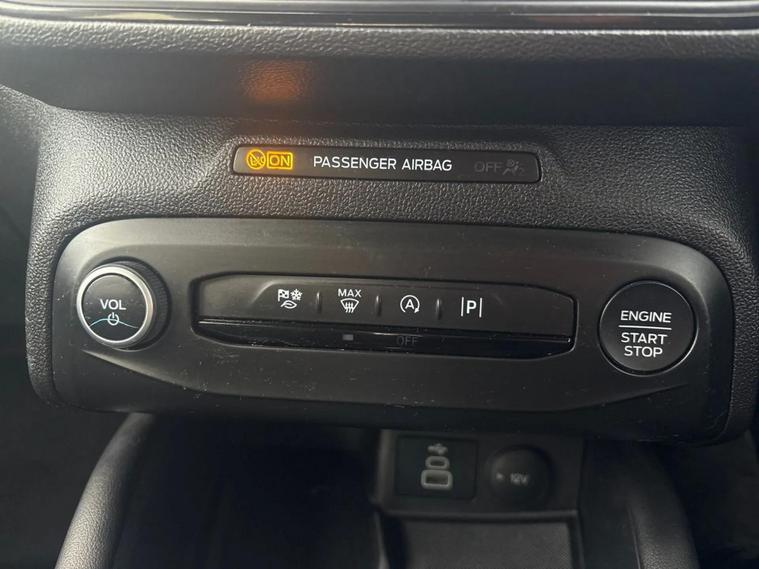 ON PASSENGER AIRBAG OFF
VOL
MAX
A
P
OFF
ENGINE
START
STOP
12V